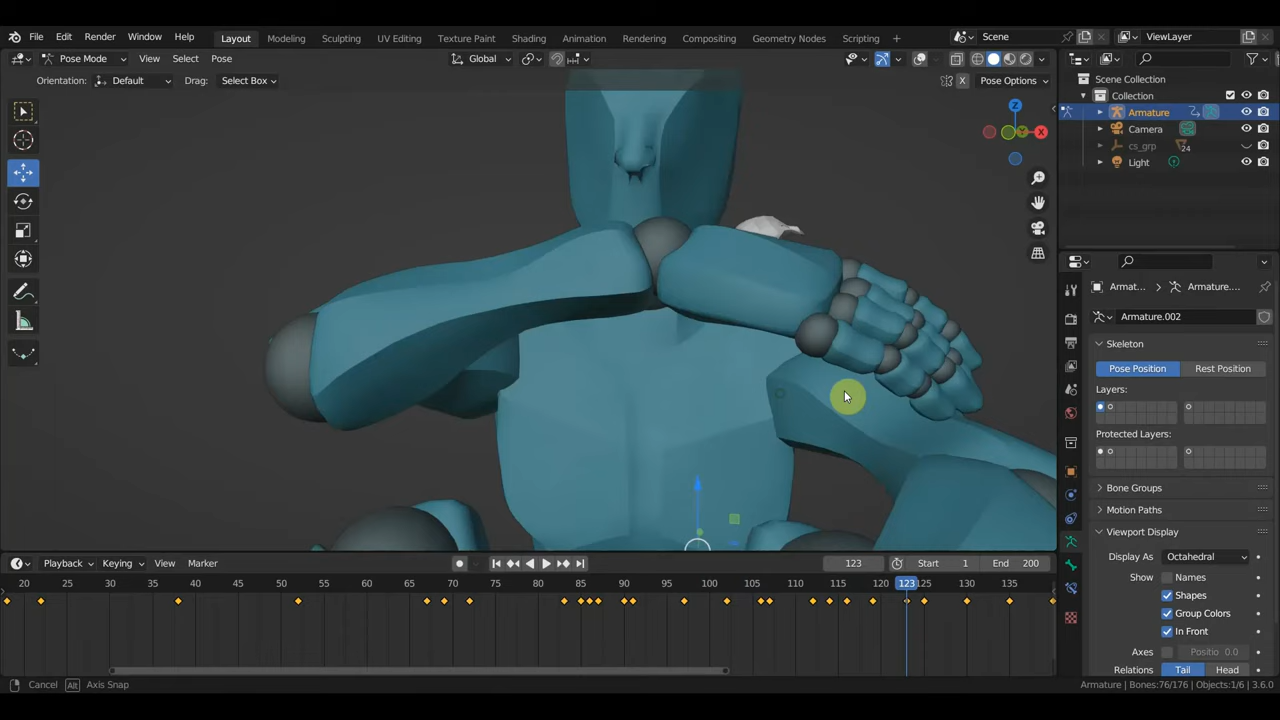 File Edit Render Window Help Layout Modeling Sculpting UV Editing Texture Paint Shading Animation Rendering Compositing Geometry Nodes Scripting + Scene ViewLayer
Pose Mode View Select Pose Global
Orientation: Default Drag: Select Box X Pose Options
Scene Collection
Collection
Armature
Camera
cs_grp 24
Light
Z
X
Y
Armat... > Armature....
Armature.002
Skeleton
Pose Position Rest Position
Layers:
Protected Layers:
Bone Groups
Motion Paths
Viewport Display
Display As Octahedral
Show Names
Shapes
Group Colors
In Front
Axes Positio 0.0
Relations Tail Head
Playback Keying View Marker 123 Start 1 End 200
20 25 30 35 40 45 50 55 60 65 70 75 80 85 90 95 100 105 110 115 120 123 125 130 135
Cancel Alt Axis Snap Armature | Bones:76/176 | Objects:1/6 | 3.6.0